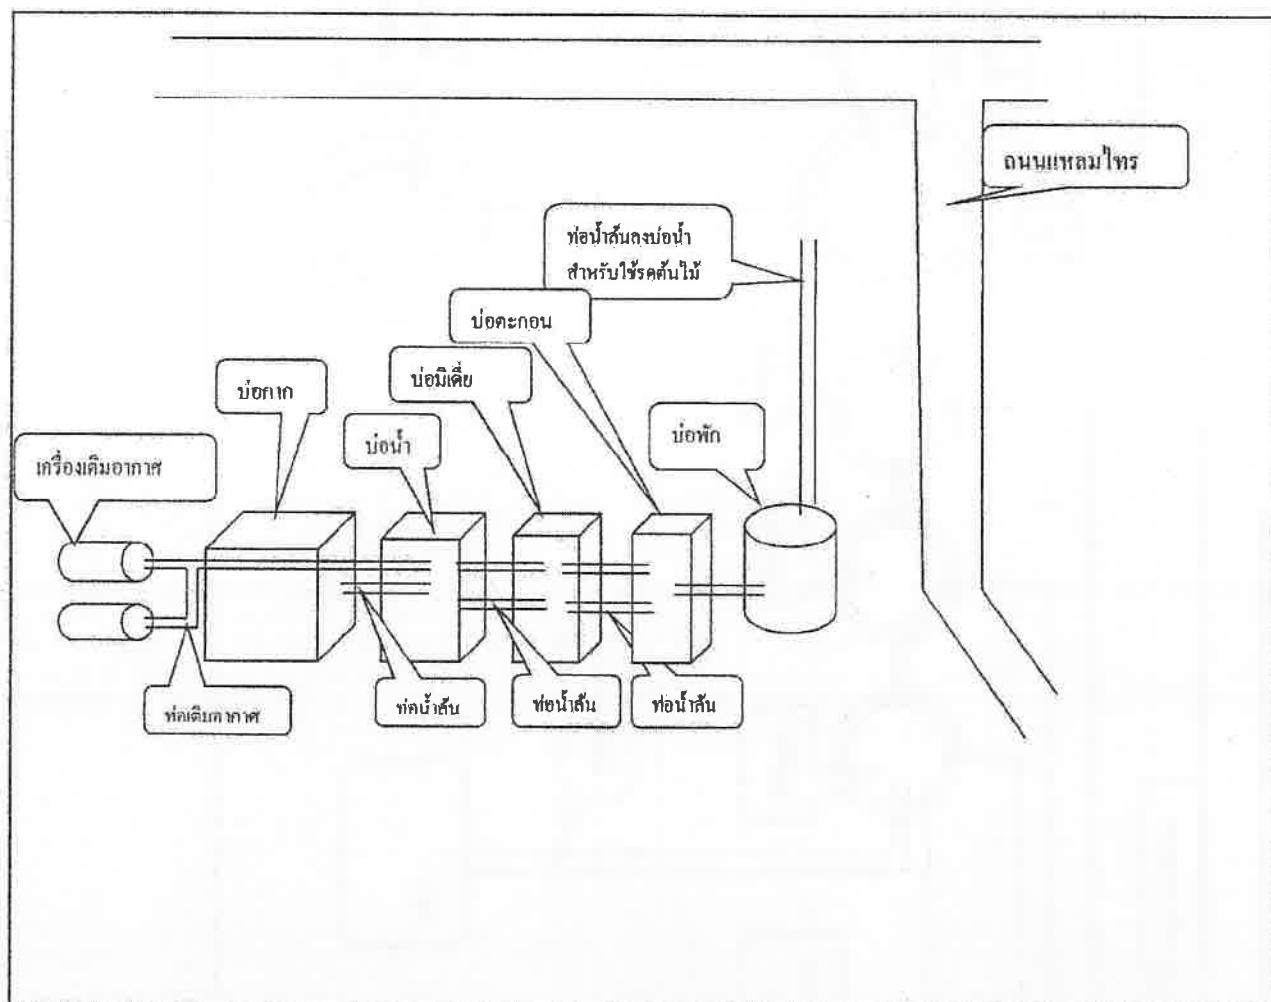 ถนนแหลมไทร
ท่อน้ำล้นลงบ่อน้ำ
สำหรับใช้รดต้นไม้
บ่อตะกอน
บ่อมีเดี่ย
บ่อกาก
บ่อน้ำ
บ่อพัก
เครื่องเติมอากาศ
ท่อเติมอากาศ
ท่อน้ำล้น
ท่อน้ำล้น
ท่อน้ำล้น